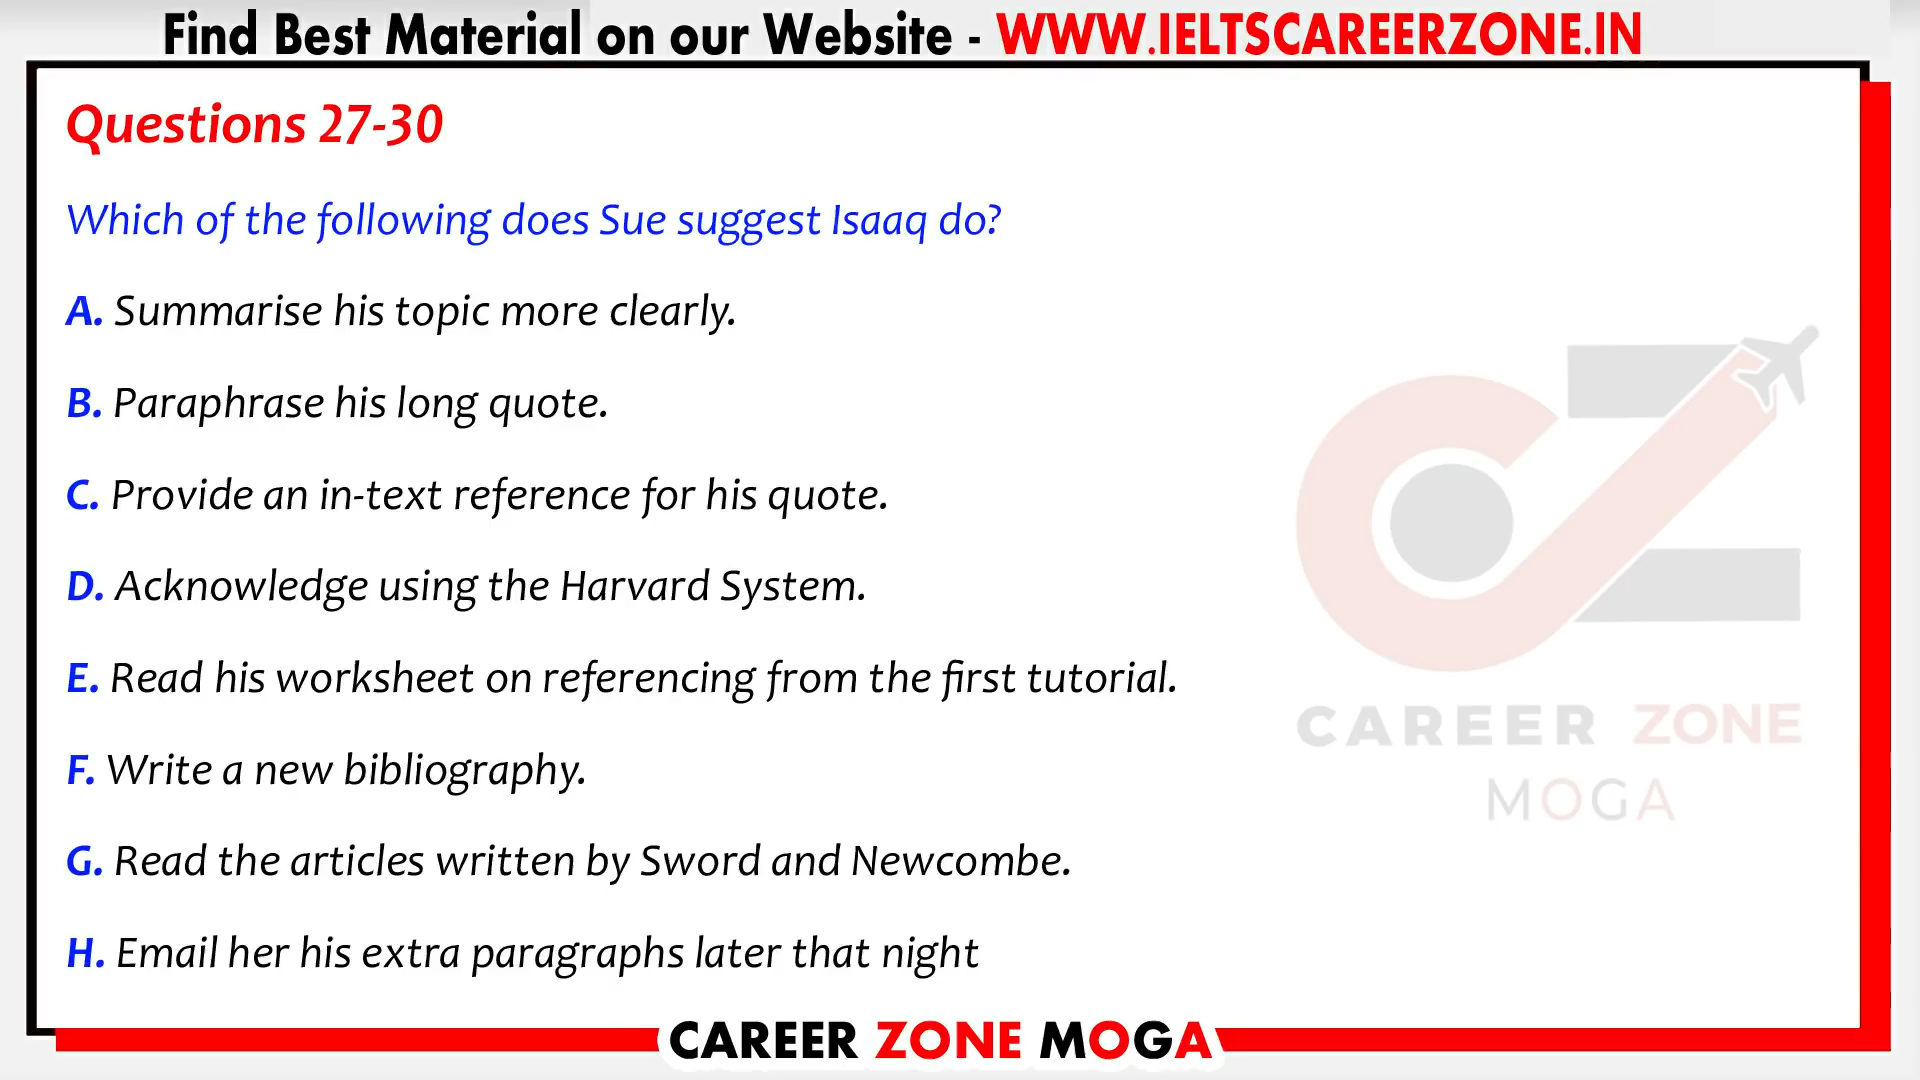 Find Best Material on our Website - WWW.IELTSCAREERZONE.IN
Questions 27-30
Which of the following does Sue suggest Isaaq do?
A. Summarise his topic more clearly.
B. Paraphrase his long quote.
C. Provide an in-text reference for his quote.
D. Acknowledge using the Harvard System.
E. Read his worksheet on referencing from the first tutorial.
F. Write a new bibliography.
G. Read the articles written by Sword and Newcombe.
H. Email her his extra paragraphs later that night
CAREER ZONE
MOGA
CAREER ZONE MOGA